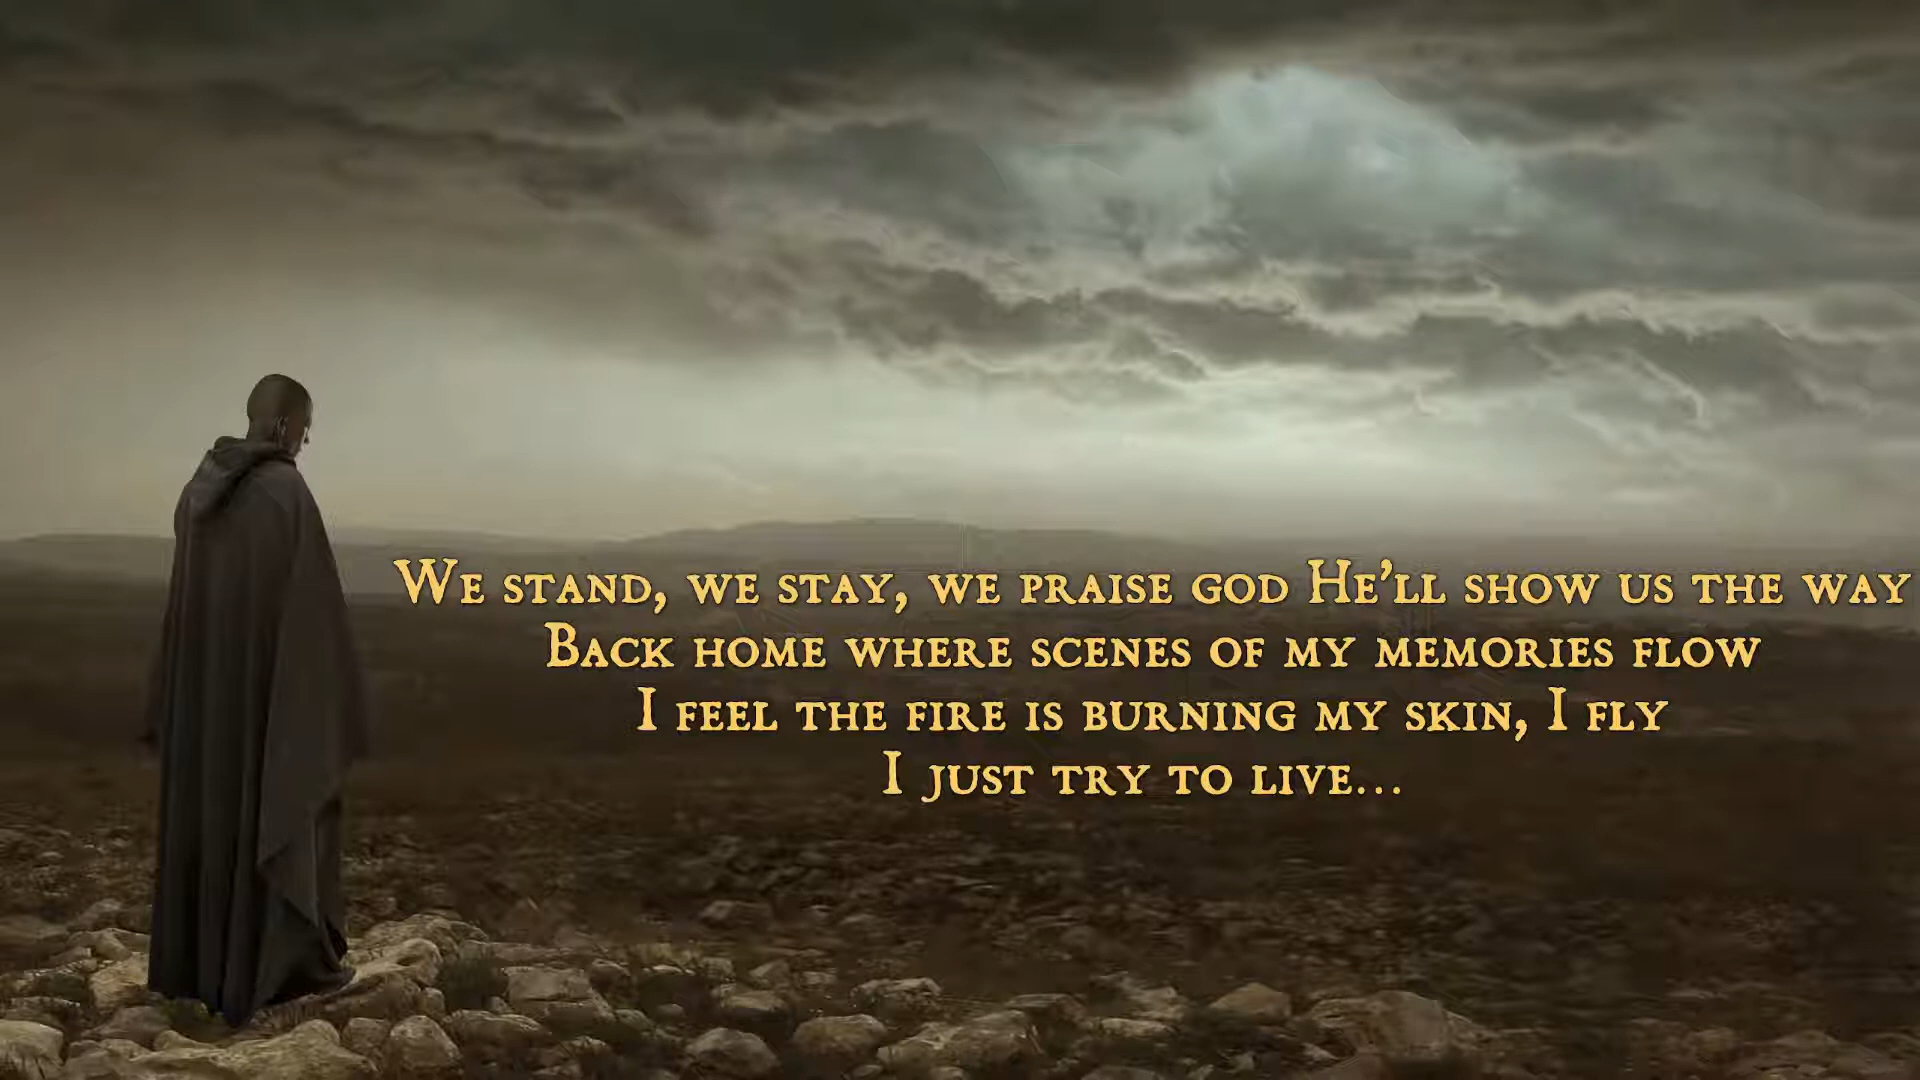 We stand, we stay, we praise god He'll show us the way
Back home where scenes of my memories flow
I feel the fire is burning my skin, I fly
I just try to live...